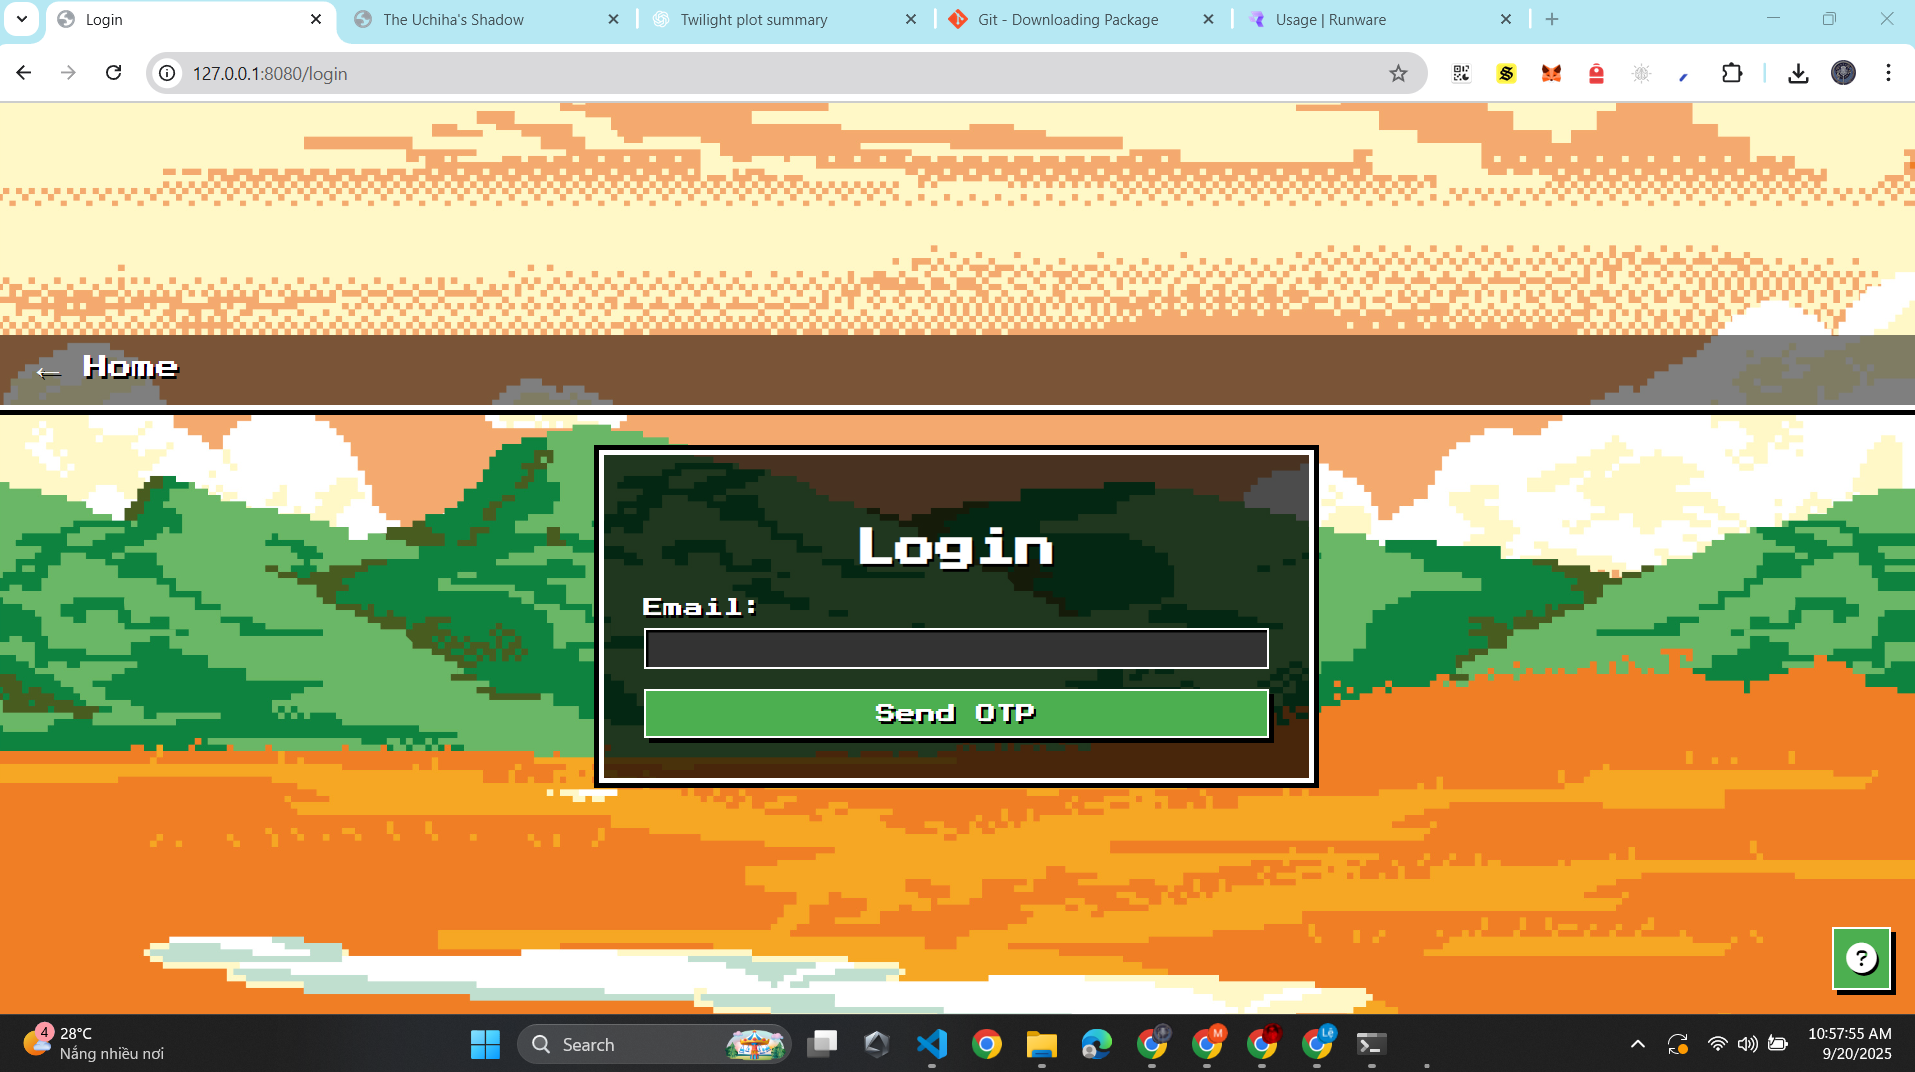 Login
The Uchiha's Shadow
Twilight plot summary
Git - Downloading Package
Usage | Runware
127.0.0.1:8080/login
← Home
Login
Email:
Send OTP
?
4
28°C
Nắng nhiều nơi
Search
M
Lê
10:57:55 AM
9/20/2025